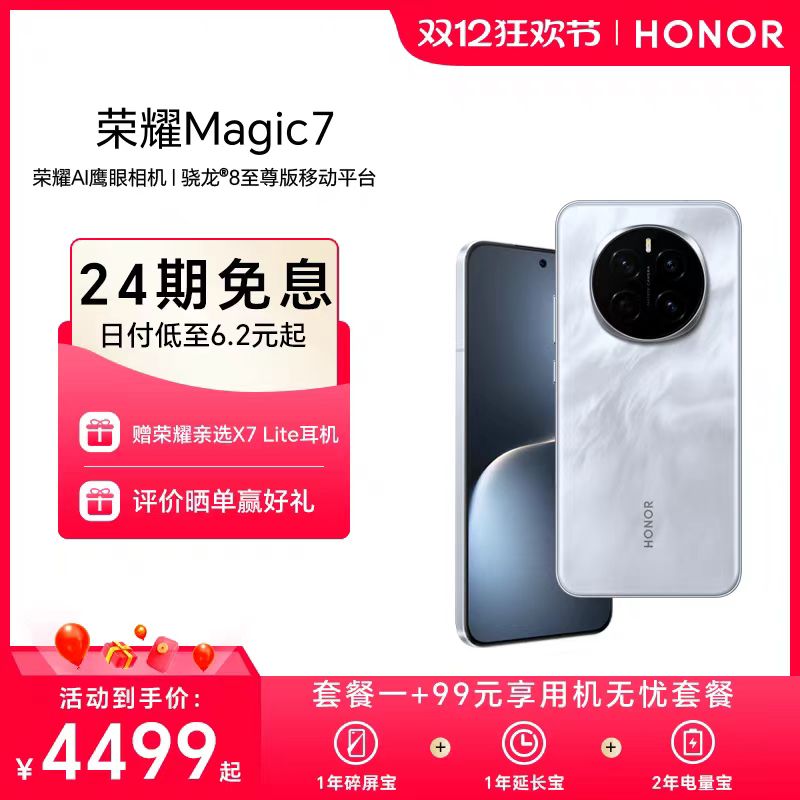 双12狂欢节 | HONOR
荣耀Magic7
荣耀AI鹰眼相机 | 骁龙®8至尊版移动平台
24期免息
日付低至6.2元起
赠荣耀亲选X7 Lite耳机
评价晒单赢好礼
HONOR
活动到手价:
¥4499起
套餐一+99元享用机无忧套餐
1年碎屏宝 + 1年延长宝 + 2年电量宝